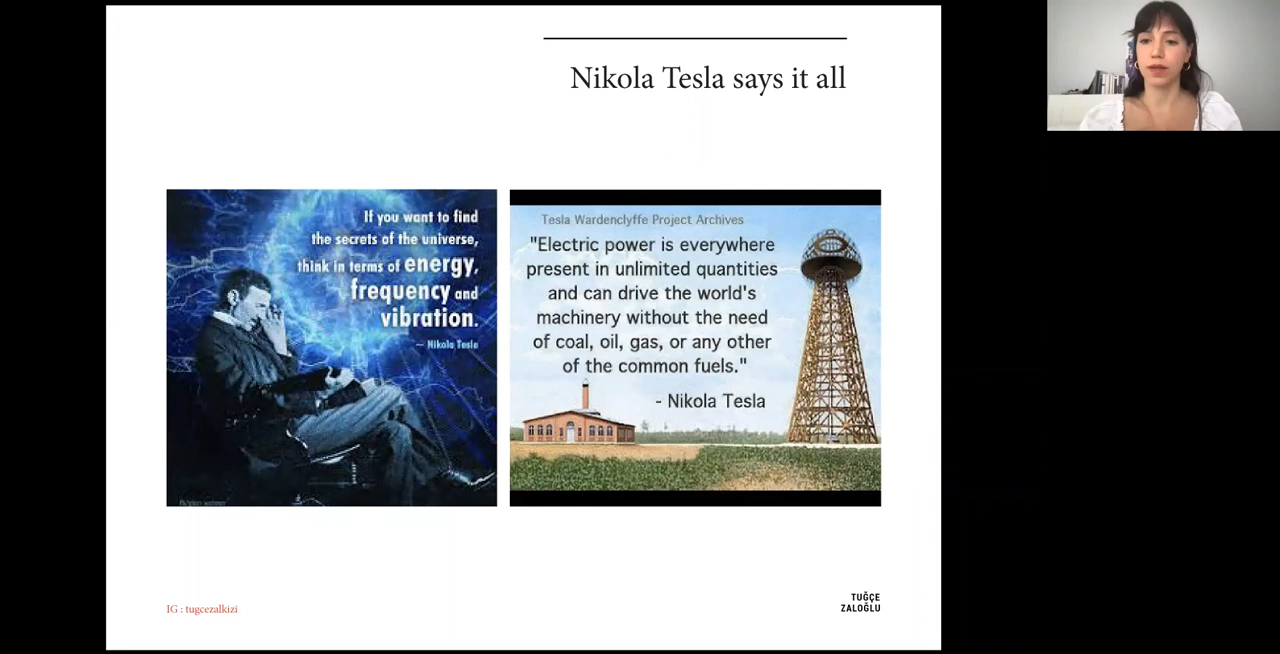 Nikola Tesla says it all
If you want to find
the secrets of the universe,
think in terms of energy,
frequency and
vibration.
— Nikola Tesla
Tesla Wardenclyffe Project Archives
"Electric power is everywhere
present in unlimited quantities
and can drive the world's
machinery without the need
of coal, oil, gas, or any other
of the common fuels."
- Nikola Tesla
IG : tugcezalkizi
TUĞÇE
ZALOĞLU